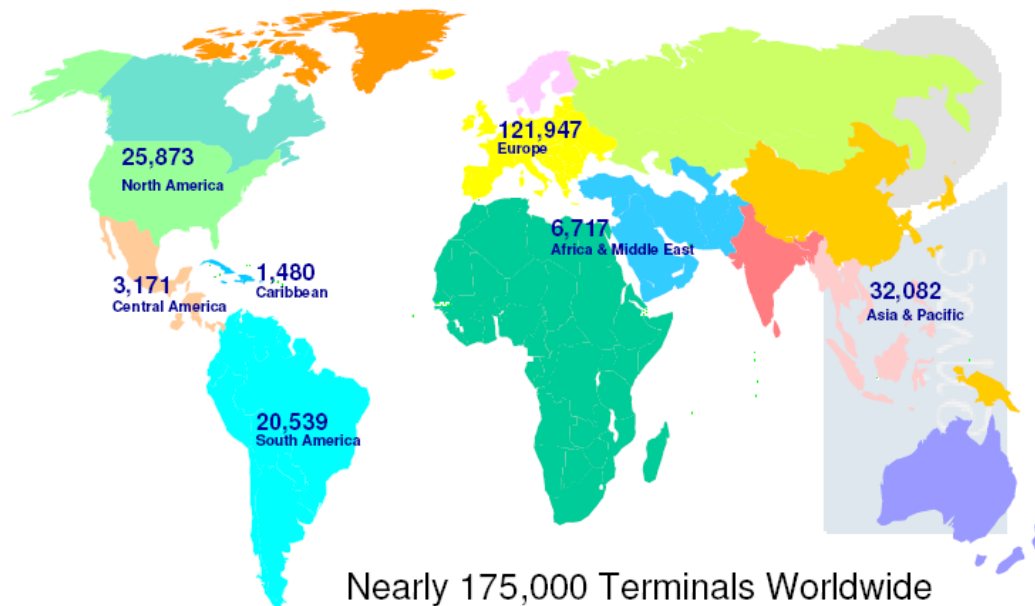 121,947
Europe
25,873
North America
6,717
Africa & Middle East
1,480
Caribbean
3,171
Central America
32,082
Asia & Pacific
20,539
South America
Nearly 175,000 Terminals Worldwide